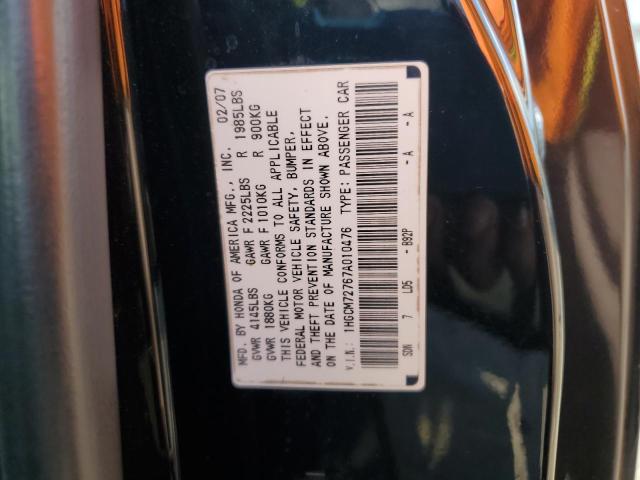 MFD. BY HONDA OF AMERICA MFG., INC. 02/07
GVWR 4145LBS GAWR F 2225LBS R 1985LBS
GVWR 1880KG GAWR F 1010KG R 900KG
THIS VEHICLE CONFORMS TO ALL APPLICABLE
FEDERAL MOTOR VEHICLE SAFETY, BUMPER,
AND THEFT PREVENTION STANDARDS IN EFFECT
ON THE DATE OF MANUFACTURE SHOWN ABOVE.
V.I.N.: 1HGCM72767A010476 TYPE: PASSENGER CAR
SDN 7 LD5 - B92P - A - A